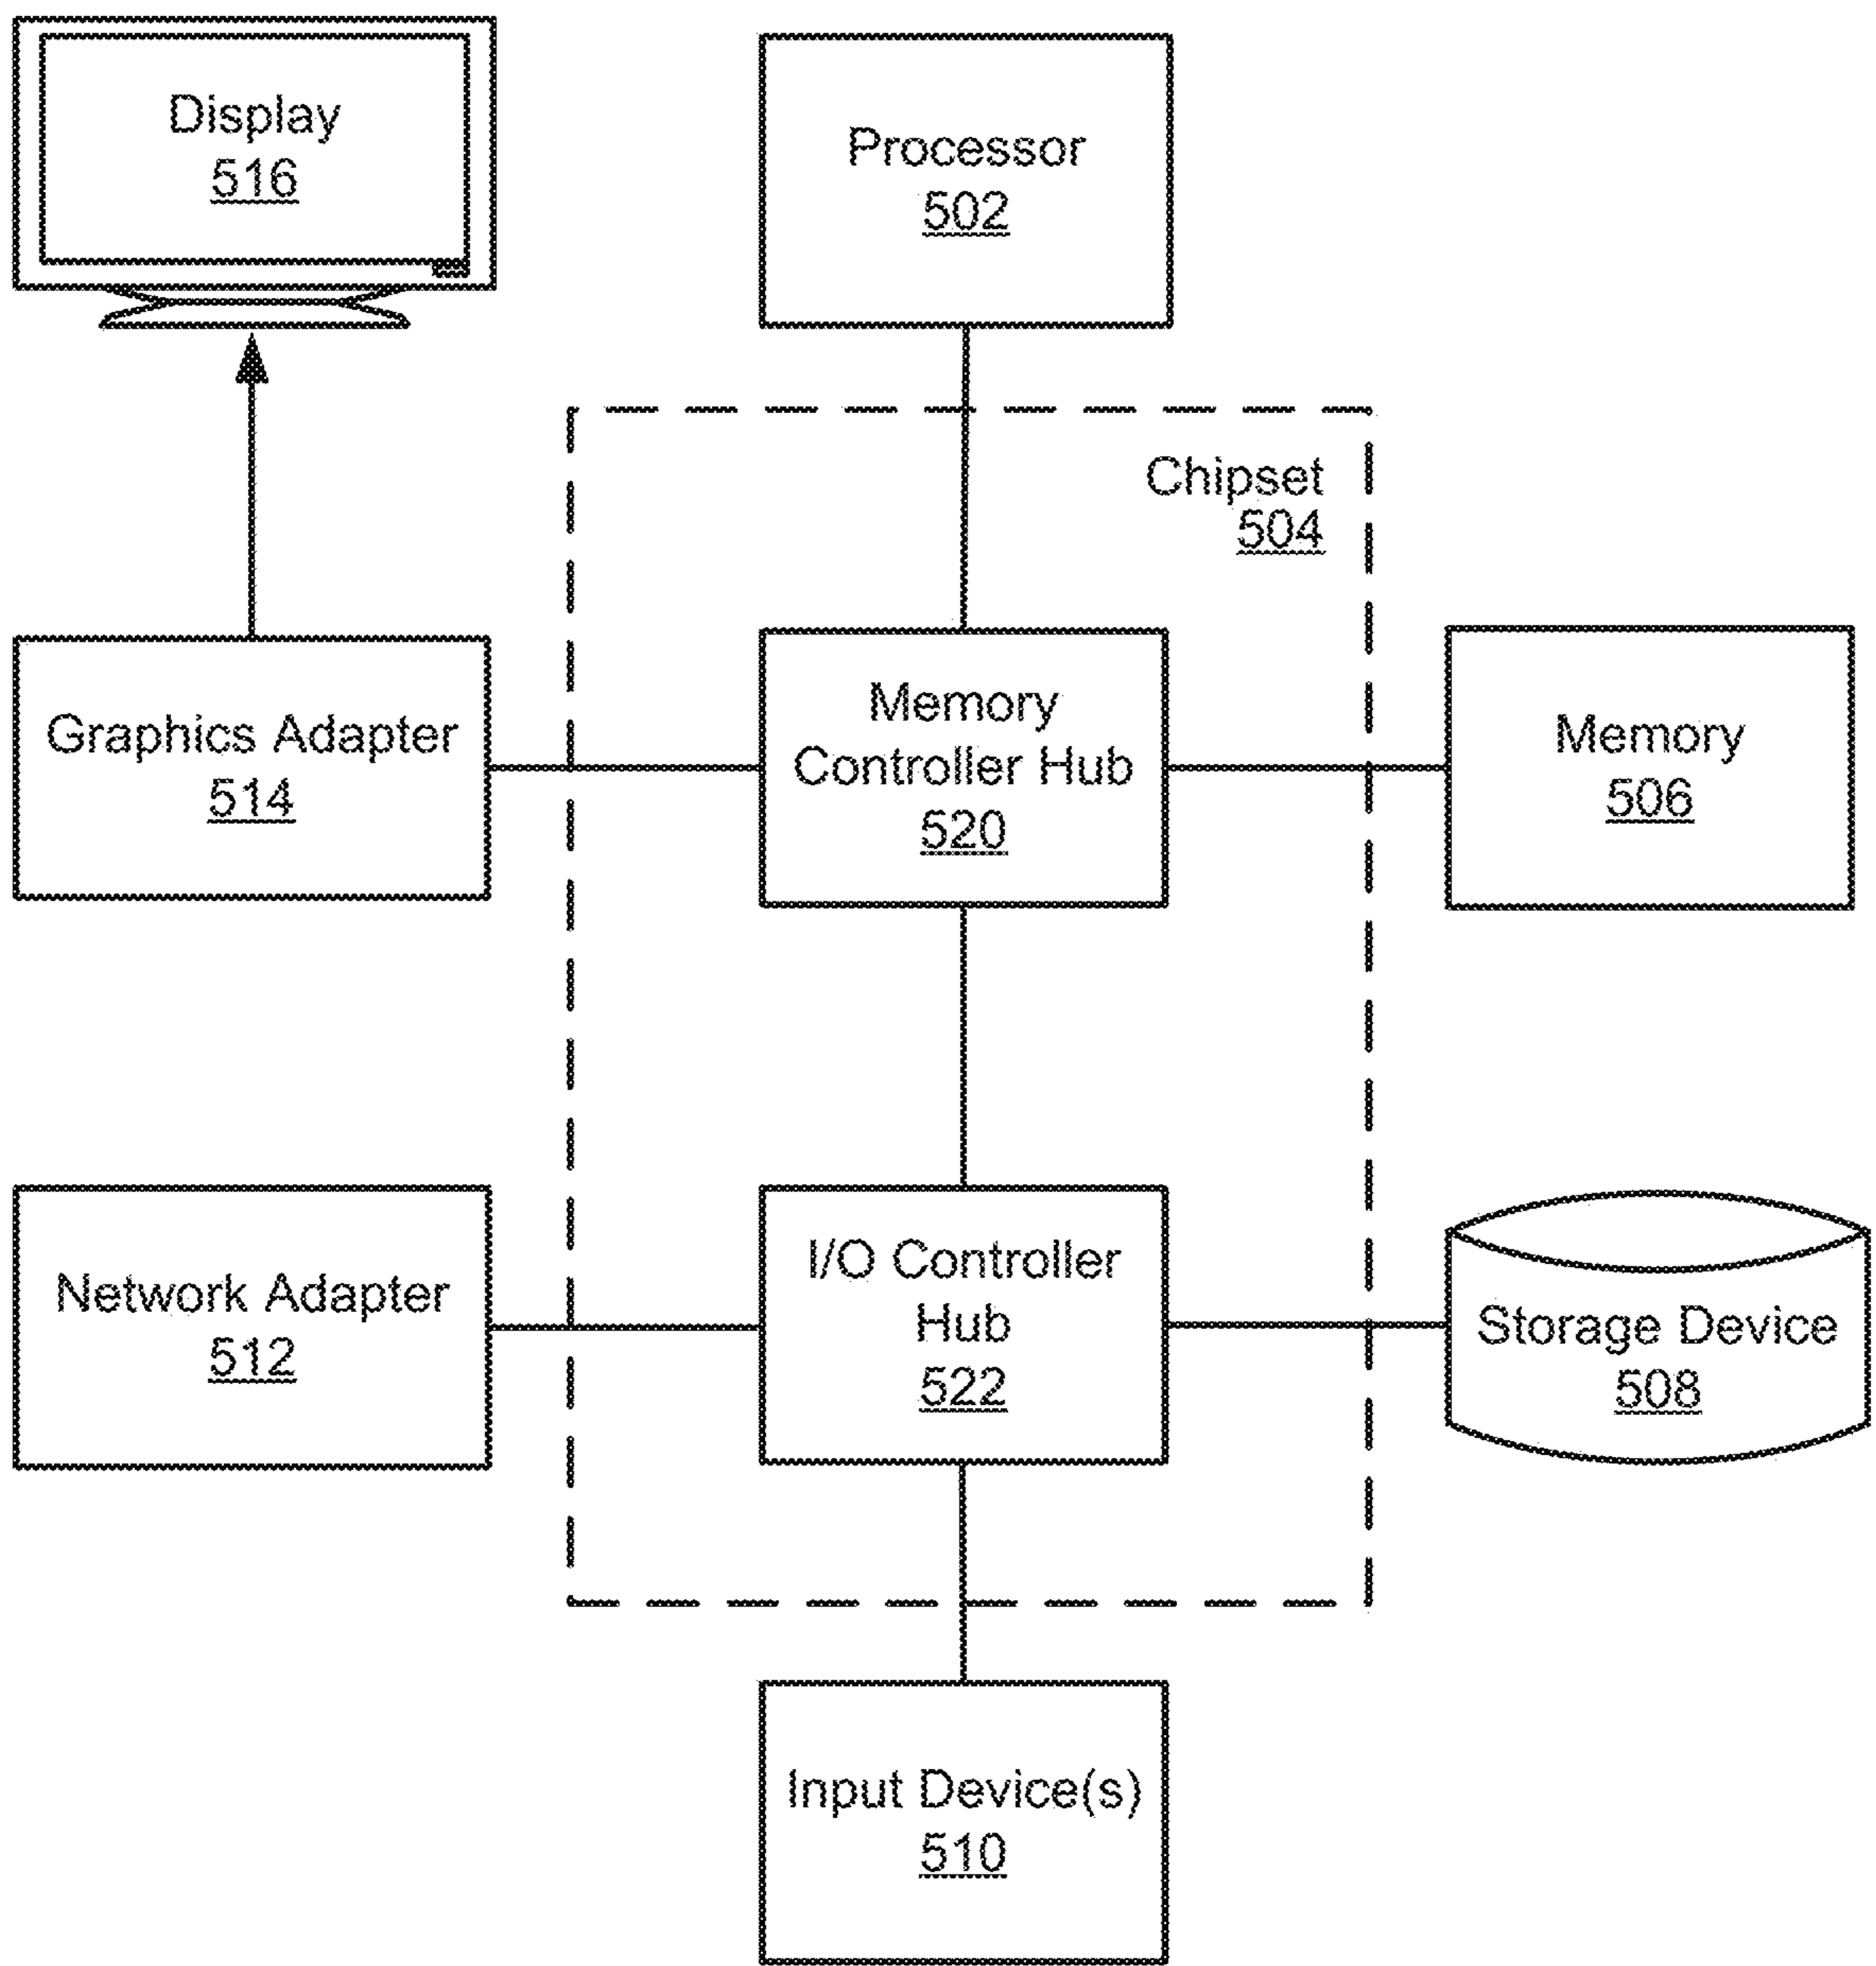 Display
516
Processor
502
Chipset
504
Graphics Adapter
514
Memory
Controller Hub
520
Memory
506
Network Adapter
512
I/O Controller
Hub
522
Storage Device
508
Input Device(s)
510